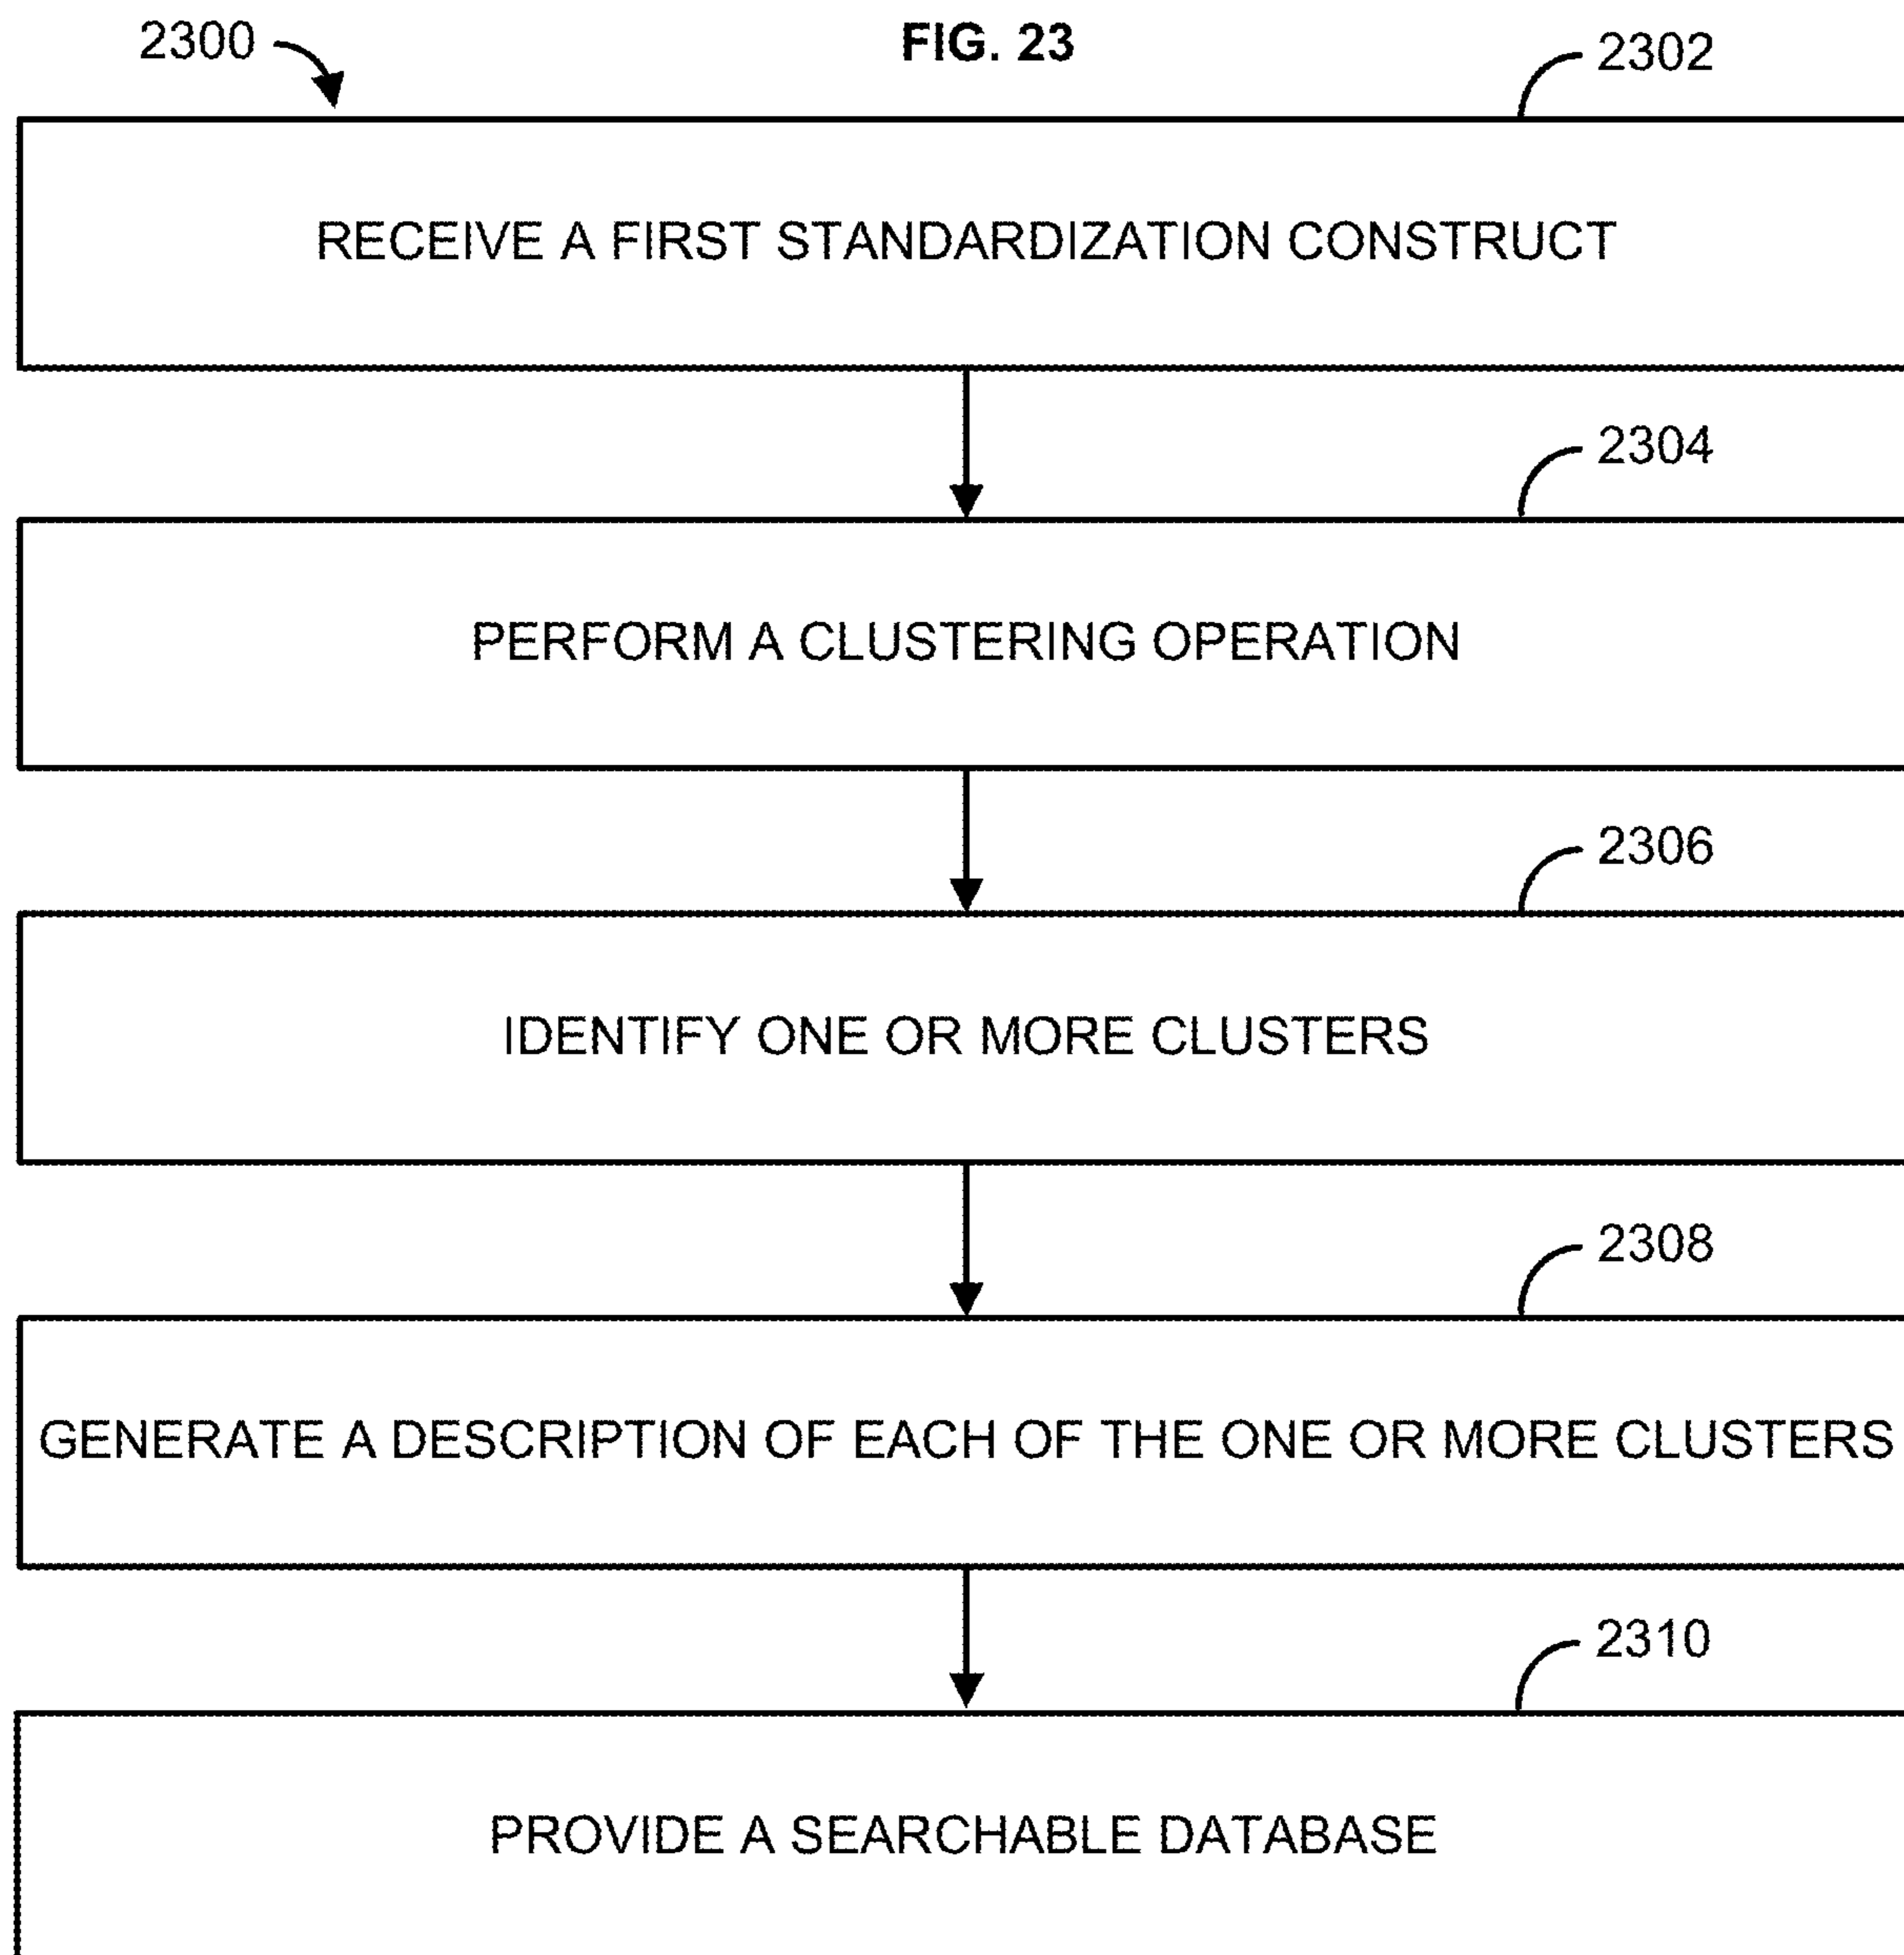 2300
FIG. 23
2302
RECEIVE A FIRST STANDARDIZATION CONSTRUCT
2304
PERFORM A CLUSTERING OPERATION
2306
IDENTIFY ONE OR MORE CLUSTERS
2308
GENERATE A DESCRIPTION OF EACH OF THE ONE OR MORE CLUSTERS
2310
PROVIDE A SEARCHABLE DATABASE